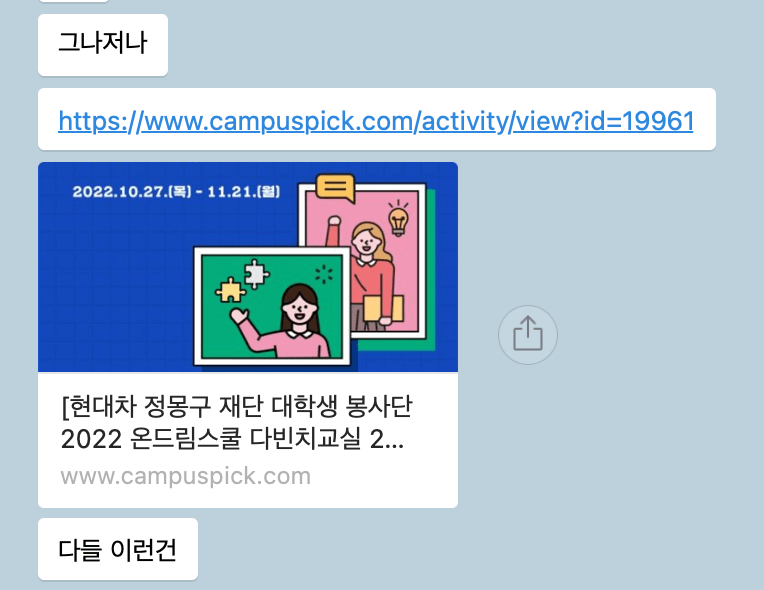 그나저나
https://www.campuspick.com/activity/view?id=19961
2022.10.27.(목) - 11.21.(월)
[현대차 정몽구 재단 대학생 봉사단
2022 온드림스쿨 다빈치교실 2...
www.campuspick.com
다들 이런건